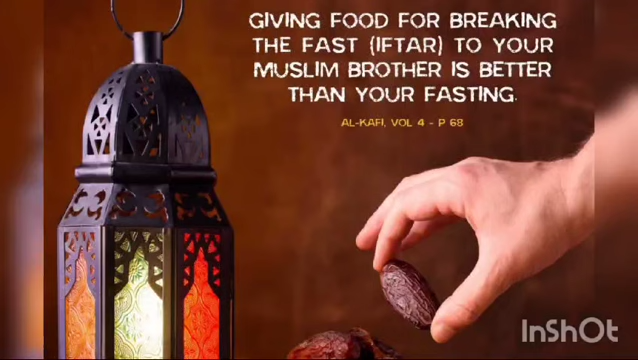 GIVING FOOD FOR BREAKING
THE FAST (IFTAR) TO YOUR
MUSLIM BROTHER IS BETTER
THAN YOUR FASTING.
AL-KAFI, VOL 4 - P 68
InShOt